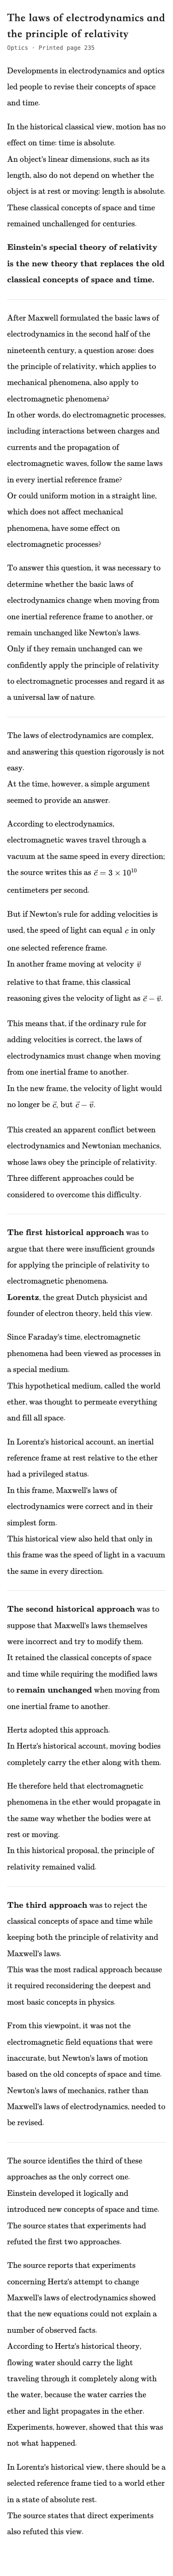 The laws of electrodynamics and
the principle of relativity
Optics · Printed page 235
Developments in electrodynamics and optics
led people to revise their concepts of space
and time.
In the historical classical view, motion has no
effect on time: time is absolute.
An object's linear dimensions, such as its
length, also do not depend on whether the
object is at rest or moving: length is absolute.
These classical concepts of space and time
remained unchallenged for centuries.
Einstein's special theory of relativity
is the new theory that replaces the old
classical concepts of space and time.
After Maxwell formulated the basic laws of
electrodynamics in the second half of the
nineteenth century, a question arose: does
the principle of relativity, which applies to
mechanical phenomena, also apply to
electromagnetic phenomena?
In other words, do electromagnetic processes,
including interactions between charges and
currents and the propagation of
electromagnetic waves, follow the same laws
in every inertial reference frame?
Or could uniform motion in a straight line,
which does not affect mechanical
phenomena, have some effect on
electromagnetic processes?
To answer this question, it was necessary to
determine whether the basic laws of
electrodynamics change when moving from
one inertial reference frame to another, or
remain unchanged like Newton's laws.
Only if they remain unchanged can we
confidently apply the principle of relativity
to electromagnetic processes and regard it as
a universal law of nature.
The laws of electrodynamics are complex,
and answering this question rigorously is not
easy.
At the time, however, a simple argument
seemed to provide an answer.
According to electrodynamics,
electromagnetic waves travel through a
vacuum at the same speed in every direction;
the source writes this as c⃗ = 3 × 10¹⁰
centimeters per second.
But if Newton's rule for adding velocities is
used, the speed of light can equal c in only
one selected reference frame.
In another frame moving at velocity v⃗
relative to that frame, this classical
reasoning gives the velocity of light as c⃗ − v⃗.
This means that, if the ordinary rule for
adding velocities is correct, the laws of
electrodynamics must change when moving
from one inertial frame to another.
In the new frame, the velocity of light would
no longer be c⃗, but c⃗ − v⃗.
This created an apparent conflict between
electrodynamics and Newtonian mechanics,
whose laws obey the principle of relativity.
Three different approaches could be
considered to overcome this difficulty.
The first historical approach was to
argue that there were insufficient grounds
for applying the principle of relativity to
electromagnetic phenomena.
Lorentz, the great Dutch physicist and
founder of electron theory, held this view.
Since Faraday's time, electromagnetic
phenomena had been viewed as processes in
a special medium.
This hypothetical medium, called the world
ether, was thought to permeate everything
and fill all space.
In Lorentz's historical account, an inertial
reference frame at rest relative to the ether
had a privileged status.
In this frame, Maxwell's laws of
electrodynamics were correct and in their
simplest form.
This historical view also held that only in
this frame was the speed of light in a vacuum
the same in every direction.
The second historical approach was to
suppose that Maxwell's laws themselves
were incorrect and try to modify them.
It retained the classical concepts of space
and time while requiring the modified laws
to remain unchanged when moving from
one inertial frame to another.
Hertz adopted this approach.
In Hertz's historical account, moving bodies
completely carry the ether along with them.
He therefore held that electromagnetic
phenomena in the ether would propagate in
the same way whether the bodies were at
rest or moving.
In this historical proposal, the principle of
relativity remained valid.
The third approach was to reject the
classical concepts of space and time while
keeping both the principle of relativity and
Maxwell's laws.
This was the most radical approach because
it required reconsidering the deepest and
most basic concepts in physics.
From this viewpoint, it was not the
electromagnetic field equations that were
inaccurate, but Newton's laws of motion
based on the old concepts of space and time.
Newton's laws of mechanics, rather than
Maxwell's laws of electrodynamics, needed to
be revised.
The source identifies the third of these
approaches as the only correct one.
Einstein developed it logically and
introduced new concepts of space and time.
The source states that experiments had
refuted the first two approaches.
The source reports that experiments
concerning Hertz's attempt to change
Maxwell's laws of electrodynamics showed
that the new equations could not explain a
number of observed facts.
According to Hertz's historical theory,
flowing water should carry the light
traveling through it completely along with
the water, because the water carries the
ether and light propagates in the ether.
Experiments, however, showed that this was
not what happened.
In Lorentz's historical view, there should be a
selected reference frame tied to a world ether
in a state of absolute rest.
The source states that direct experiments
also refuted this view.